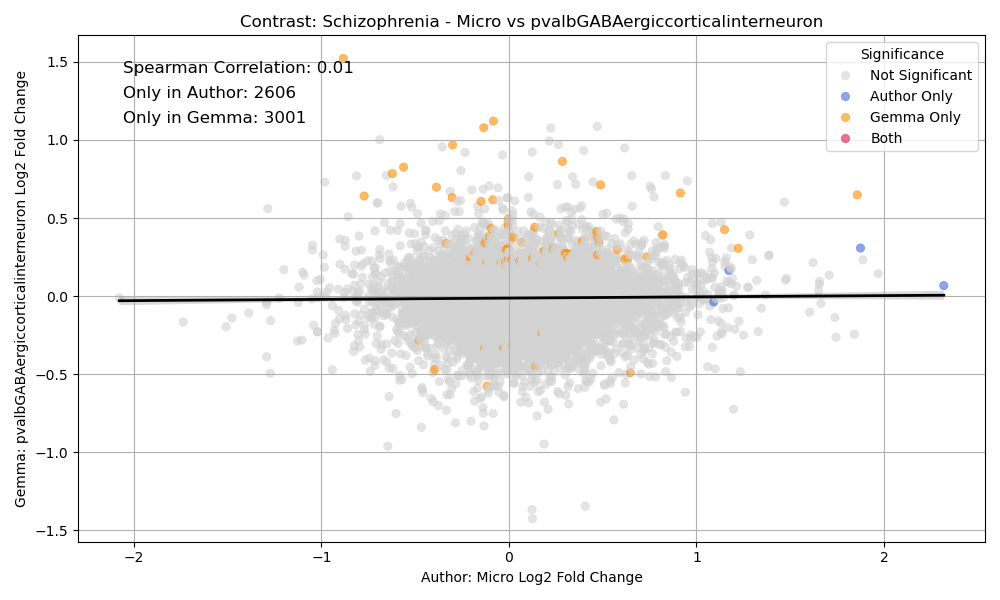 Contrast: Schizophrenia - Micro vs pvalbGABAergiccorticalinterneuron
Spearman Correlation: 0.01
Only in Author: 2606
Only in Gemma: 3001
Significance
Not Significant
Author Only
Gemma Only
Both
Gemma: pvalbGABAergiccorticalinterneuron Log2 Fold Change
1.5
1.0
0.5
0.0
−0.5
−1.0
−1.5
−2
−1
0
1
2
Author: Micro Log2 Fold Change